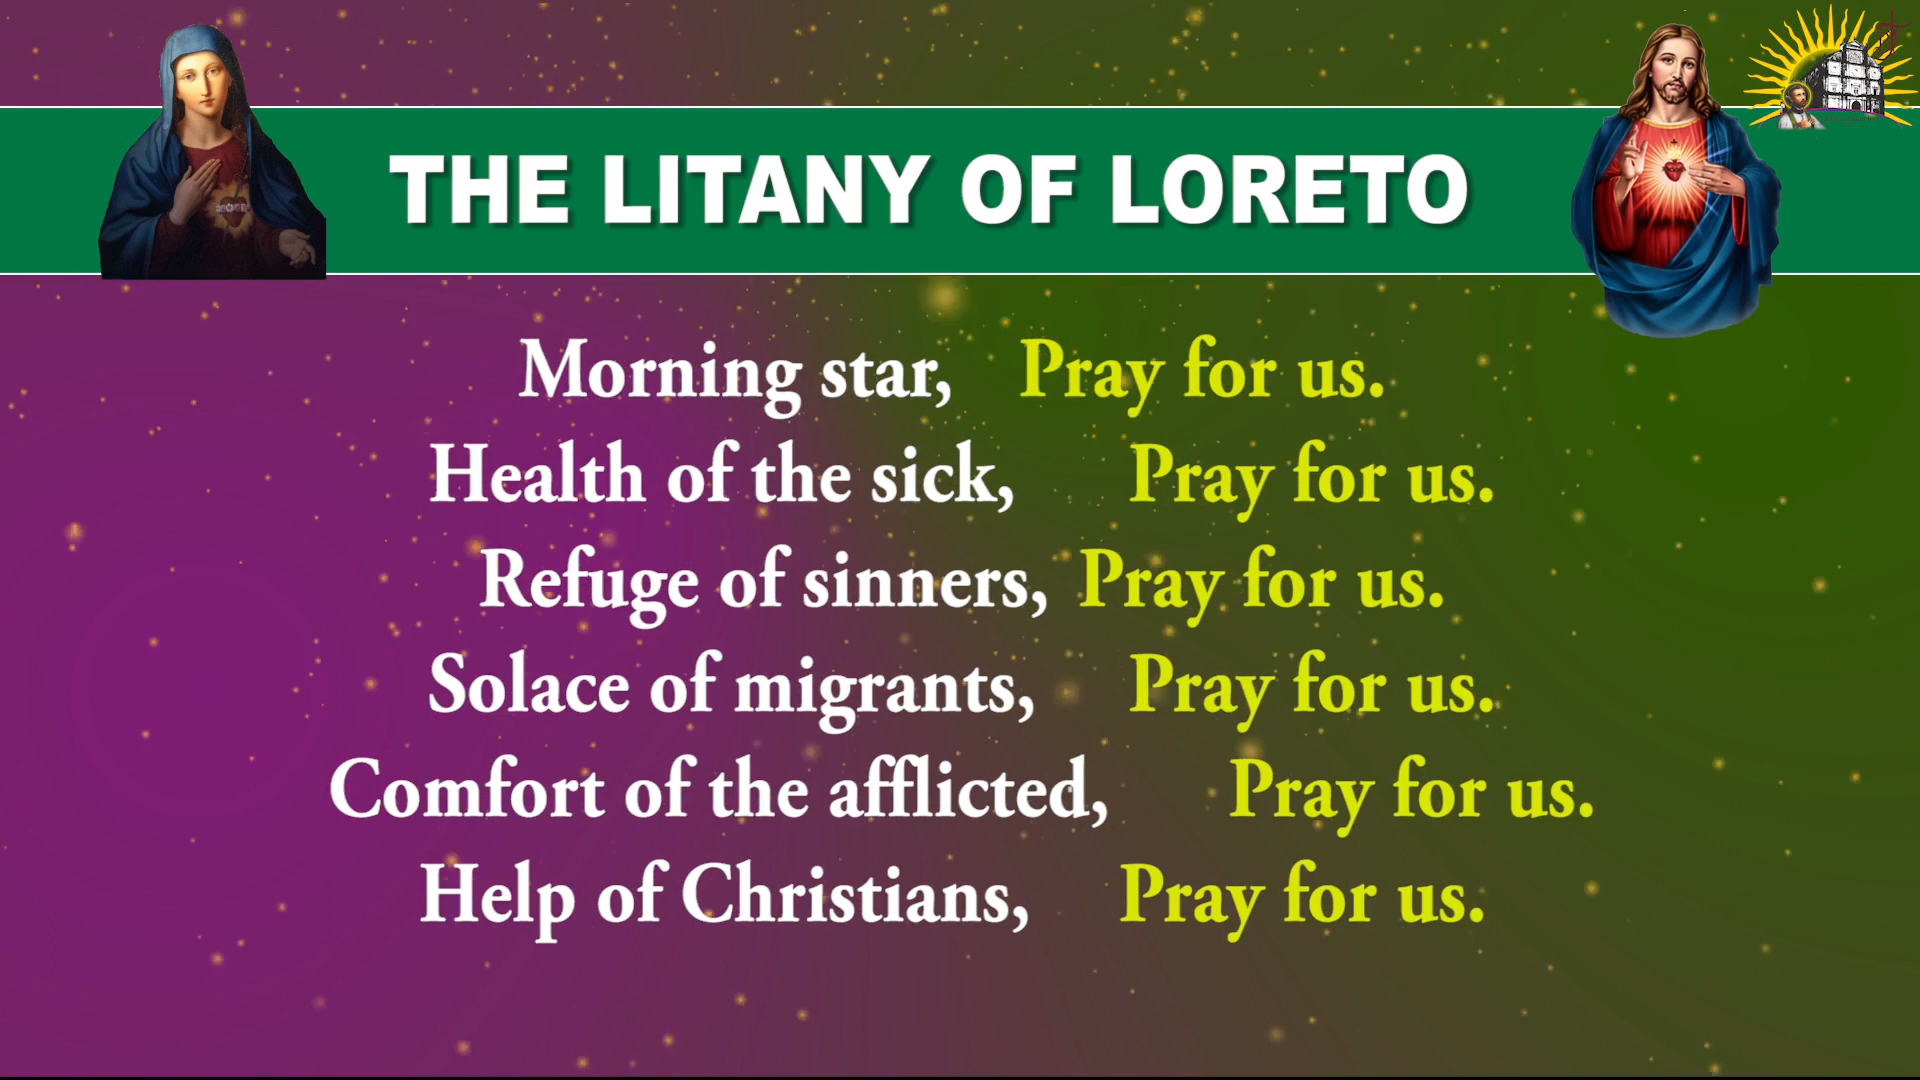 THE LITANY OF LORETO
Morning star, Pray for us.
Health of the sick, Pray for us.
Refuge of sinners, Pray for us.
Solace of migrants, Pray for us.
Comfort of the afflicted, Pray for us.
Help of Christians, Pray for us.